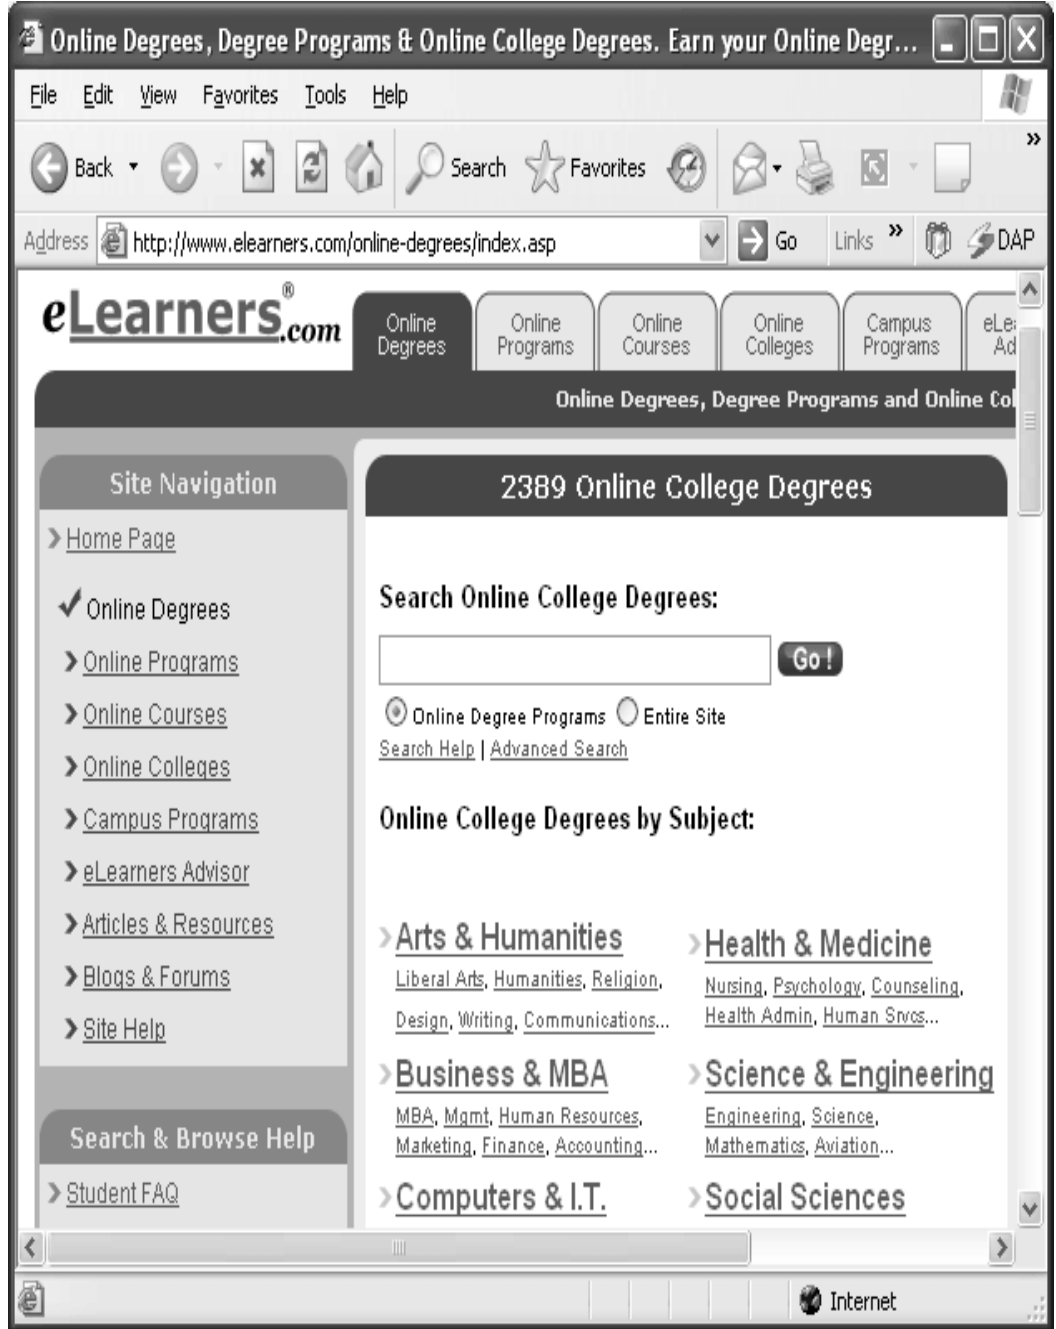 Online Degrees, Degree Programs & Online College Degrees. Earn your Online Degr...
File Edit View Favorites Tools Help
Back Search Favorites »
Address http://www.elearners.com/online-degrees/index.asp Go Links » DAP
eLearners.com®
Online Degrees
Online Programs
Online Courses
Online Colleges
Campus Programs
Online Degrees, Degree Programs and Online Col
Site Navigation
Home Page
Online Degrees
Online Programs
Online Courses
Online Colleges
Campus Programs
eLearners Advisor
Articles & Resources
Blogs & Forums
Site Help
Search & Browse Help
Student FAQ
2389 Online College Degrees
Search Online College Degrees:
Go !
Online Degree Programs Entire Site
Search Help | Advanced Search
Online College Degrees by Subject:
Arts & Humanities
Liberal Arts, Humanities, Religion,
Design, Writing, Communications...
Health & Medicine
Nursing, Psychology, Counseling,
Health Admin, Human Srvcs...
Business & MBA
MBA, Mgmt, Human Resources,
Marketing, Finance, Accounting...
Science & Engineering
Engineering, Science,
Mathematics, Aviation...
Computers & I.T.
Social Sciences
Internet